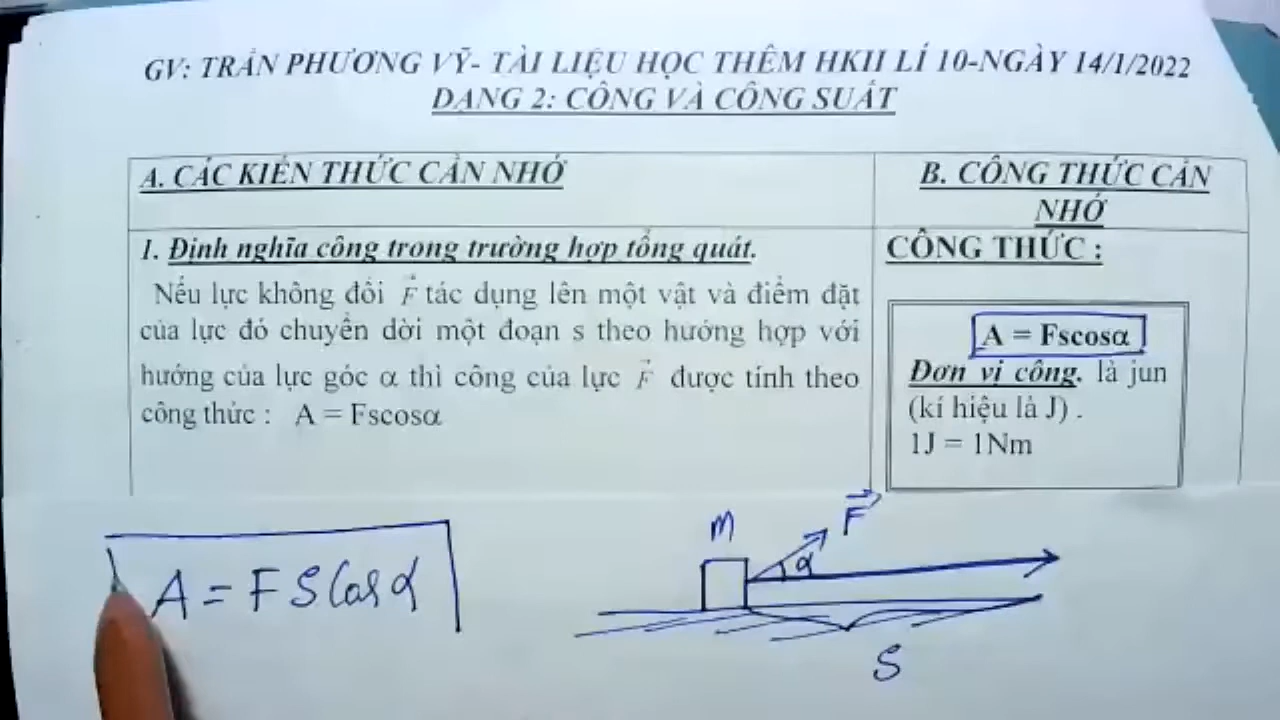 GV: TRẦN PHƯƠNG VỸ- TÀI LIỆU HỌC THÊM HKII LÍ 10-NGÀY 14/1/2022
DẠNG 2: CÔNG VÀ CÔNG SUẤT
A. CÁC KIẾN THỨC CẦN NHỚ
1. Định nghĩa công trong trường hợp tổng quát.
Nếu lực không đổi F⃗ tác dụng lên một vật và điểm đặt
của lực đó chuyển dời một đoạn s theo hướng hợp với
hướng của lực góc α thì công của lực F⃗ được tính theo
công thức : A = Fscosα
B. CÔNG THỨC CẦN
NHỚ
CÔNG THỨC :
A = Fscosα
Đơn vị công. là jun
(kí hiệu là J) .
1J = 1Nm
A = F S Cos α
M
F⃗
α
S